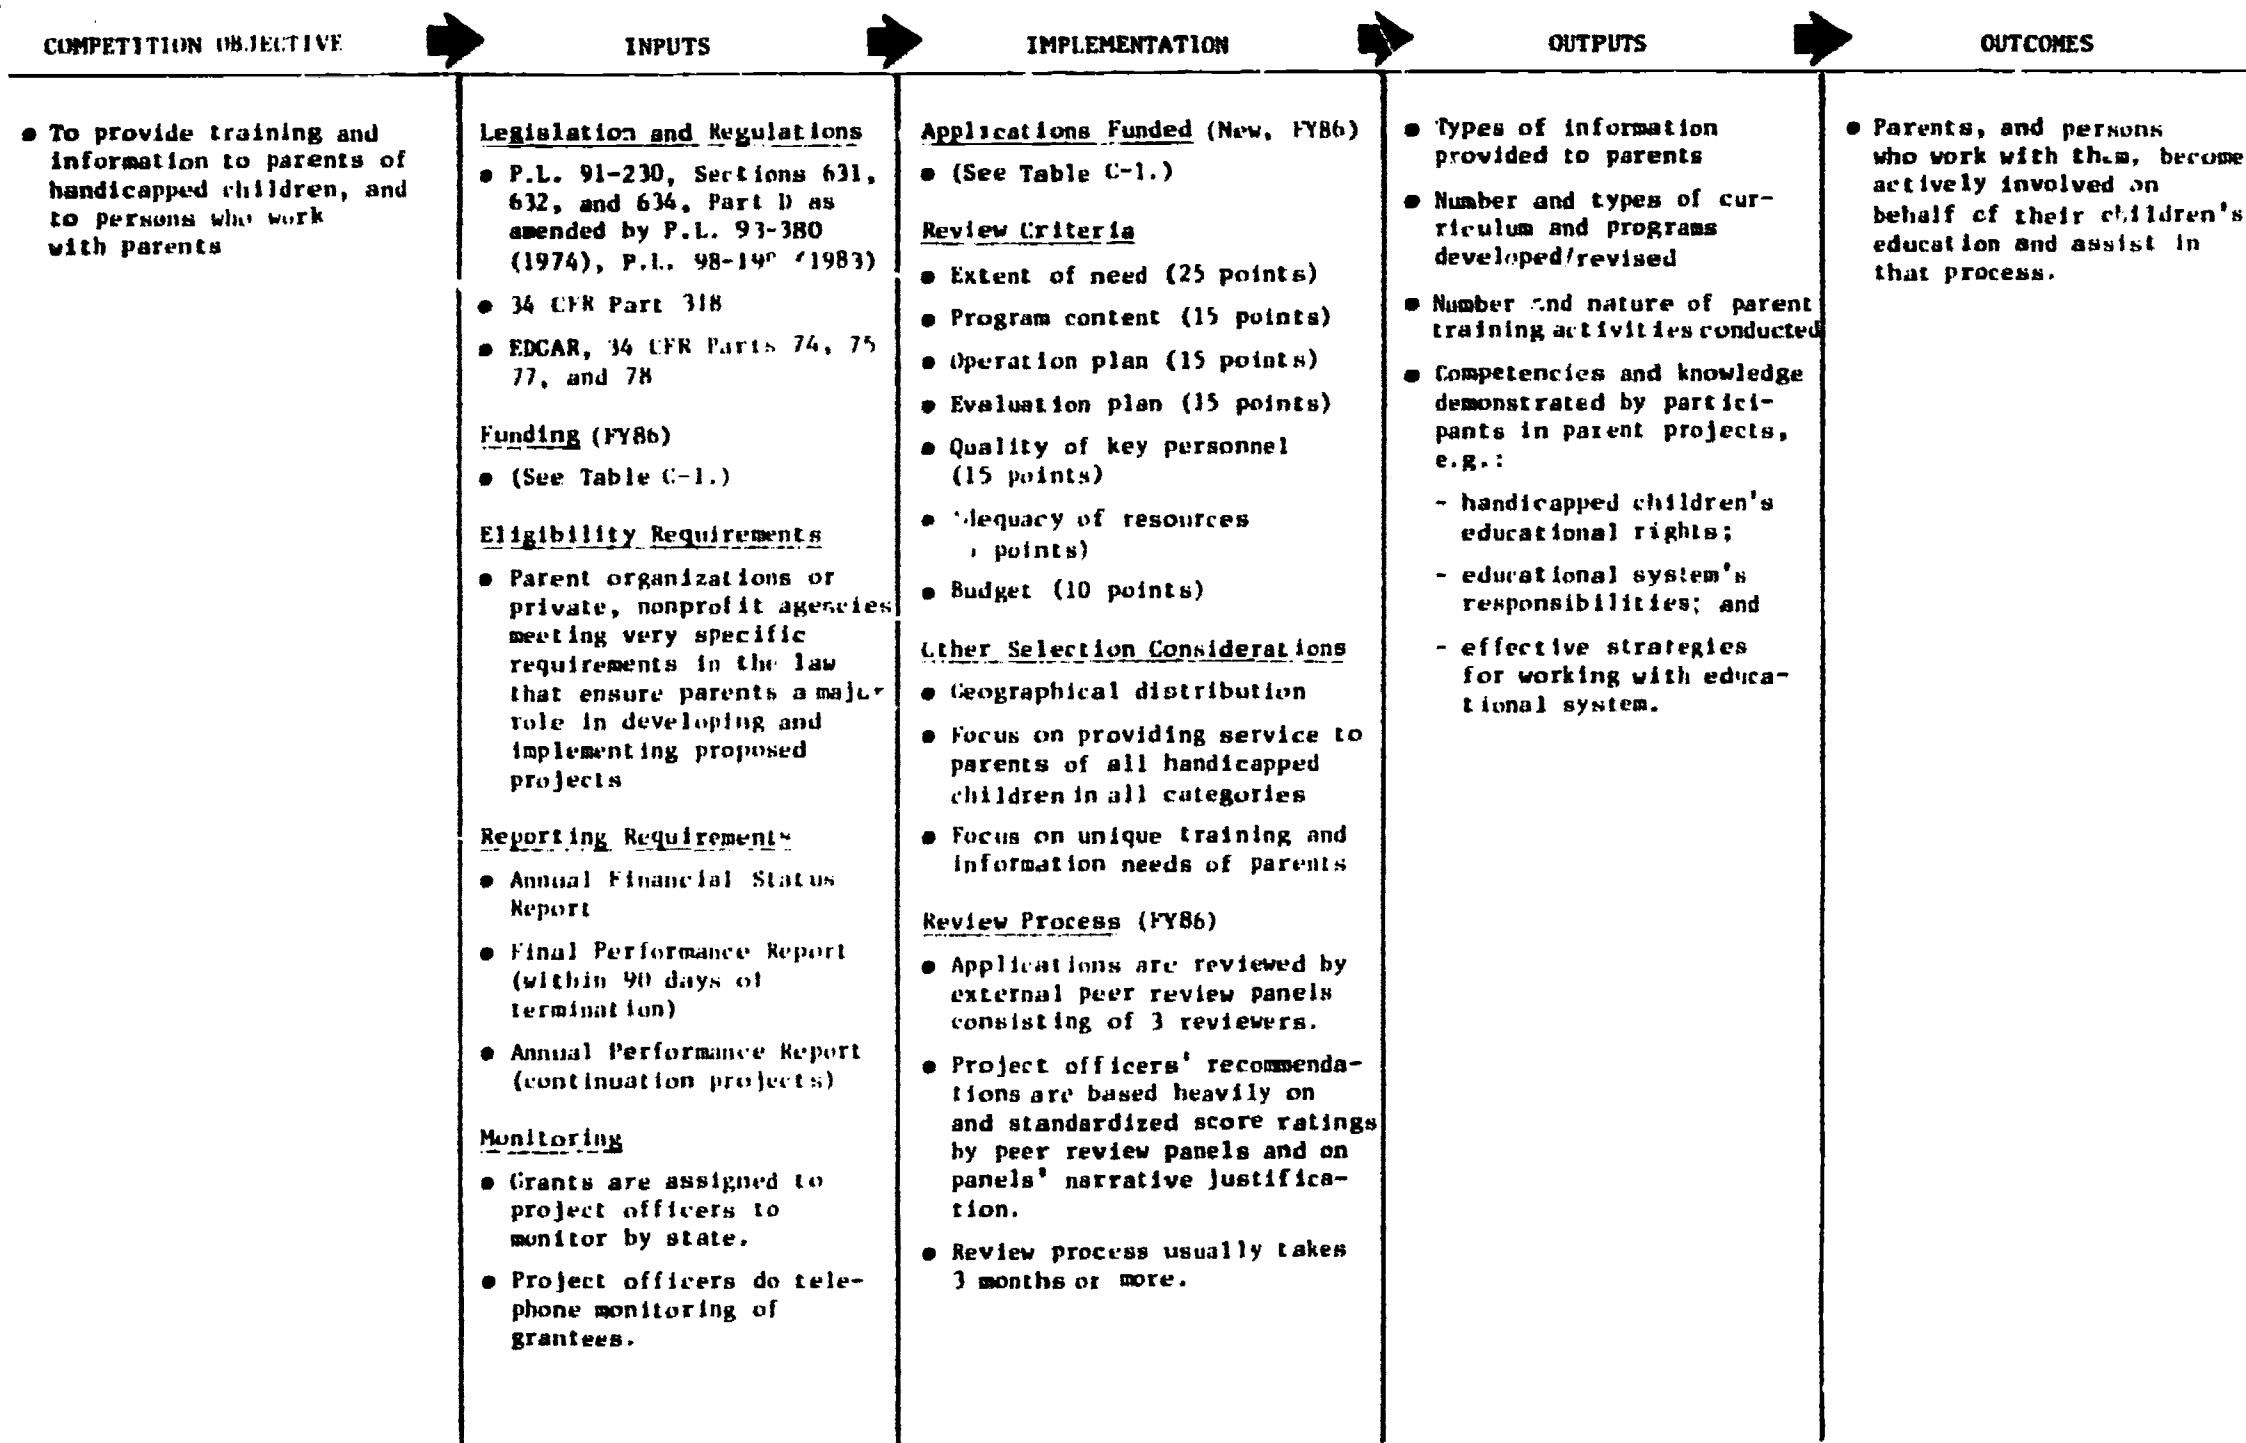 COMPETITION OBJECTIVE
INPUTS
IMPLEMENTATION
OUTPUTS
OUTCOMES
● To provide training and
information to parents of
handicapped children, and
to persons who work
with parents
Legislation and Regulations
● P.L. 91-230, Sections 631,
632, and 634, Part D as
amended by P.L. 93-380
(1974), P.L. (1983)
● 34 CFR Part 318
● EDGAR, 34 CFR Parts 74, 75
77, and 78
Funding (FY86)
● (See Table C-1.)
Eligibility Requirements
● Parent organizations or
private, nonprofit agencies
meeting very specific
requirements in the law
that ensure parents a major
role in developing and
implementing proposed
projects
Reporting Requirements
● Annual Financial Status
Report
● Final Performance Report
(within 90 days of
termination)
● Annual Performance Report
(continuation projects)
Monitoring
● Grants are assigned to
project officers to
monitor by state.
● Project officers do tele-
phone monitoring of
grantees.
Applications Funded (New, FY86)
● (See Table C-1.)
Review Criteria
● Extent of need (25 points)
● Program content (15 points)
● Operation plan (15 points)
● Evaluation plan (15 points)
● Quality of key personnel
(15 points)
● of resources
points)
● Budget (10 points)
Other Selection Considerations
● Geographical distribution
● Focus on providing service to
parents of all handicapped
children in all categories
● Focus on unique training and
information needs of parents
Review Process (FY86)
● Applications are reviewed by
external peer review panels
consisting of 3 reviewers.
● Project officers' recommenda-
tions are based heavily on
and standardized score ratings
by peer review panels and on
panels' narrative justifica-
tion.
● Review process usually takes
3 months or more.
● Types of information
provided to parents
● Number and types of cur-
riculum and programs
developed/revised
● Number and nature of parent
training activities conducted
● Competencies and knowledge
demonstrated by partici-
pants in parent projects,
e.g.:
- handicapped children's
educational rights;
- educational system's
responsibilities; and
- effective strategies
for working with educa-
tional system.
● Parents, and persons
who work with them, become
actively involved on
behalf of their children's
education and assist in
that process.